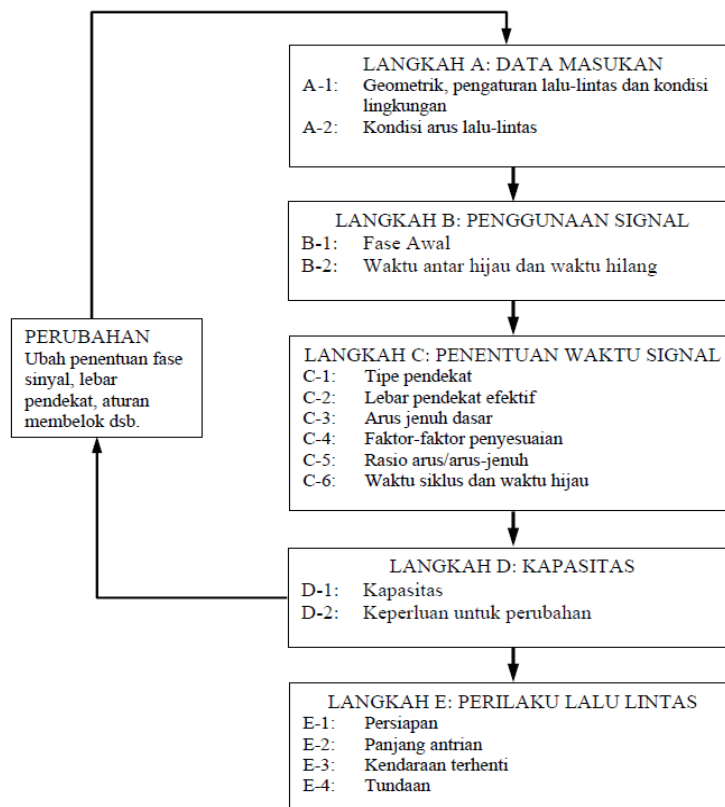 LANGKAH A: DATA MASUKAN
A-1: Geometrik, pengaturan lalu-lintas dan kondisi
lingkungan
A-2: Kondisi arus lalu-lintas
LANGKAH B: PENGGUNAAN SIGNAL
B-1: Fase Awal
B-2: Waktu antar hijau dan waktu hilang
PERUBAHAN
Ubah penentuan fase
sinyal, lebar
pendekat, aturan
membelok dsb.
LANGKAH C: PENENTUAN WAKTU SIGNAL
C-1: Tipe pendekat
C-2: Lebar pendekat efektif
C-3: Arus jenuh dasar
C-4: Faktor-faktor penyesuaian
C-5: Rasio arus/arus-jenuh
C-6: Waktu siklus dan waktu hijau
LANGKAH D: KAPASITAS
D-1: Kapasitas
D-2: Keperluan untuk perubahan
LANGKAH E: PERILAKU LALU LINTAS
E-1: Persiapan
E-2: Panjang antrian
E-3: Kendaraan terhenti
E-4: Tundaan